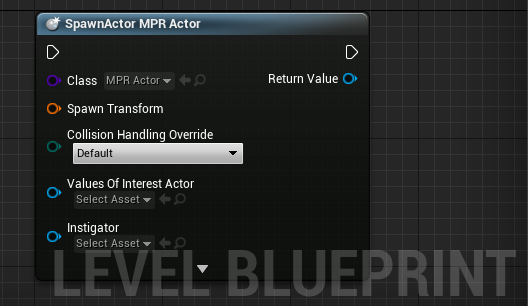 SpawnActor MPR Actor
Class MPR Actor Return Value
Spawn Transform
Collision Handling Override
Default
Values Of Interest Actor
Select Asset
Instigator
Select Asset
LEVEL BLUEPRINT